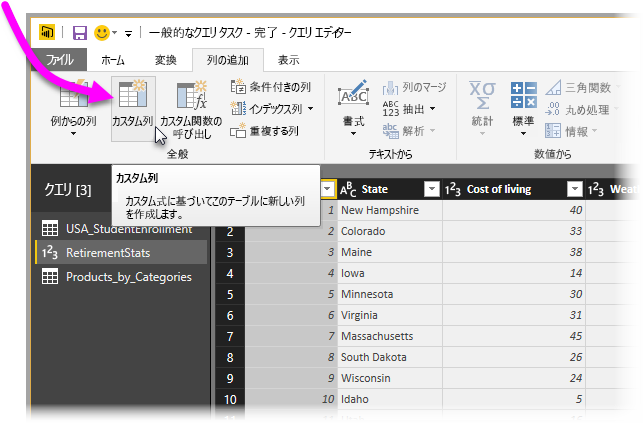 一般的なクエリ タスク - 完了 - クエリ エディター
ファイル ホーム 変換 列の追加 表示
例からの列
カスタム列
カスタム関数の
呼び出し
条件付きの列
インデックス列
重複する列
全般
書式
列のマージ
抽出
解析
テキストから
統計
標準
三角関数
丸め処理
情報
数値から
カスタム列
カスタム式に基づいてこのテーブルに新しい列
を作成します。
クエリ [3]
USA_StudentEnrollment
RetirementStats
Products_by_Categories
State Cost of living
1 New Hampshire 40
2 2 Colorado 33
3 3 Maine 38
4 4 Iowa 14
5 5 Minnesota 30
6 6 Virginia 31
7 7 Massachusetts 45
8 8 South Dakota 26
9 9 Wisconsin 24
10 10 Idaho 5